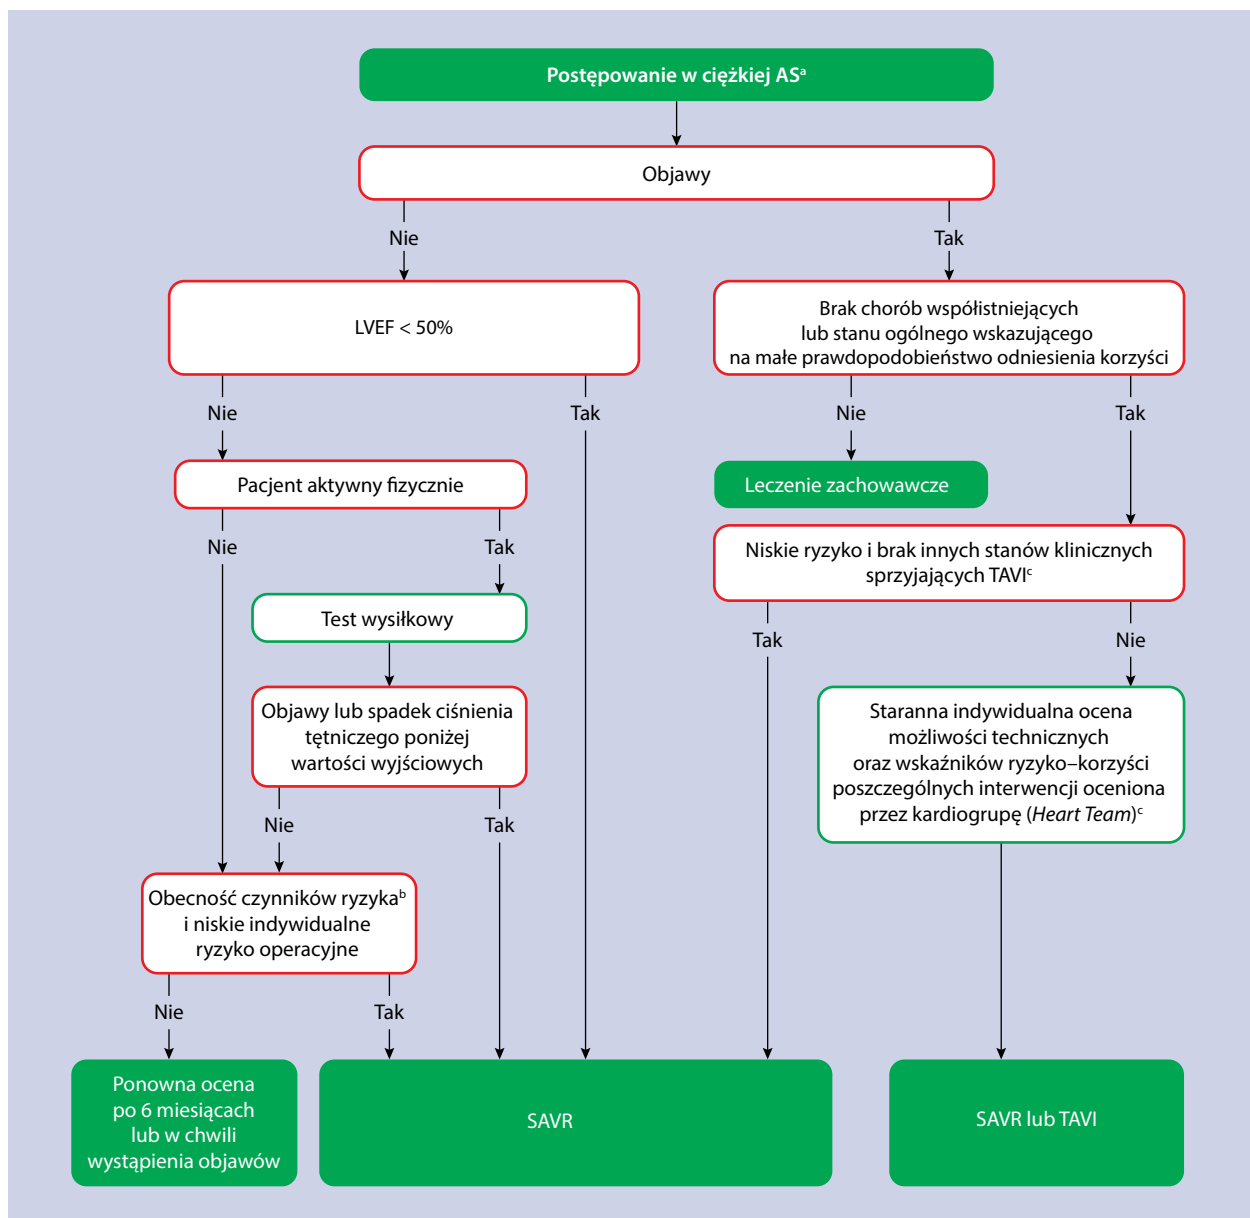 Postępowanie w ciężkiej ASᵃ
Objawy
Nie
Tak
LVEF < 50%
Brak chorób współistniejących
lub stanu ogólnego wskazującego
na małe prawdopodobieństwo odniesienia korzyści
Nie
Tak
Nie
Tak
Pacjent aktywny fizycznie
Leczenie zachowawcze
Nie
Tak
Niskie ryzyko i brak innych stanów klinicznych
sprzyjających TAVIᶜ
Test wysiłkowy
Tak
Nie
Objawy lub spadek ciśnienia
tętniczego poniżej
wartości wyjściowych
Staranna indywidualna ocena
możliwości technicznych
oraz wskaźników ryzyko–korzyści
poszczególnych interwencji oceniona
przez kardiogrupę (Heart Team)ᶜ
Nie
Tak
Obecność czynników ryzykaᵇ
i niskie indywidualne
ryzyko operacyjne
Nie
Tak
Ponowna ocena
po 6 miesiącach
lub w chwili
wystąpienia objawów
SAVR
SAVR lub TAVI